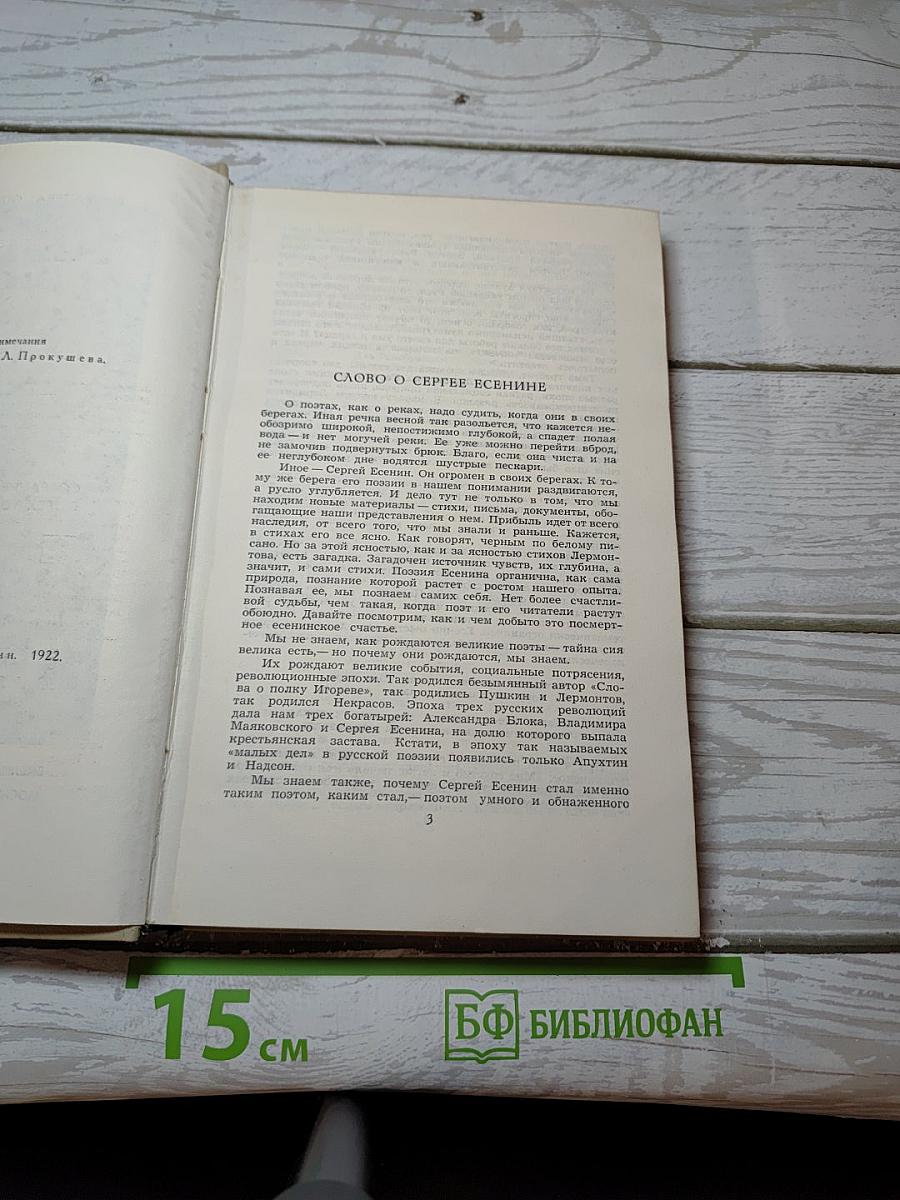 имечания
Л. Прокушева.
н н. 1922.
СЛОВО О СЕРГЕЕ ЕСЕНИНЕ
О поэтах, как о реках, надо судить, когда они в своих
берегах. Иная речка весной так разольется, что кажется не-
обозримо широкой, непостижимо глубокой, а спадет полая
вода — и нет могучей реки. Ее уже можно перейти вброд,
не замочив подвернутых брюк. Благо, если она чиста и на
ее неглубоком дне водятся шустрые пескари.
Иное — Сергей Есенин. Он огромен в своих берегах. К то-
му же берега его поэзии в нашем понимании раздвигаются,
а русло углубляется. И дело тут не только в том, что мы
находим новые материалы — стихи, письма, документы, обо-
гащающие наши представления о нем. Прибыль идет от всего
наследия, от всего того, что мы знали и раньше. Кажется,
в стихах его все ясно. Как говорят, черным по белому пи-
сано. Но за этой ясностью, как и за ясностью стихов Лермон-
това, есть загадка. Загадочен источник чувств, их глубина, а
значит, и сами стихи. Поэзия Есенина органична, как сама
природа, познание которой растет с ростом нашего опыта.
Познавая ее, мы познаем самих себя. Нет более счастли-
вой судьбы, чем такая, когда поэт и его читатели растут
обоюдно. Давайте посмотрим, как и чем добыто это посмерт-
ное есенинское счастье.
Мы не знаем, как рождаются великие поэты — тайна сия
велика есть,— но почему они рождаются, мы знаем.
Их рождают великие события, социальные потрясения,
революционные эпохи. Так родился безымянный автор «Сло-
ва о полку Игореве», так родились Пушкин и Лермонтов,
так родился Некрасов. Эпоха трех русских революций
дала нам трех богатырей: Александра Блока, Владимира
Маяковского и Сергея Есенина, на долю которого выпала
крестьянская застава. Кстати, в эпоху так называемых
«малых дел» в русской поэзии появились только Апухтин
и Надсон.
Мы знаем также, почему Сергей Есенин стал именно
таким поэтом, каким стал,— поэтом умного и обнаженного
3
15 см
БФ БИБЛИОФАН